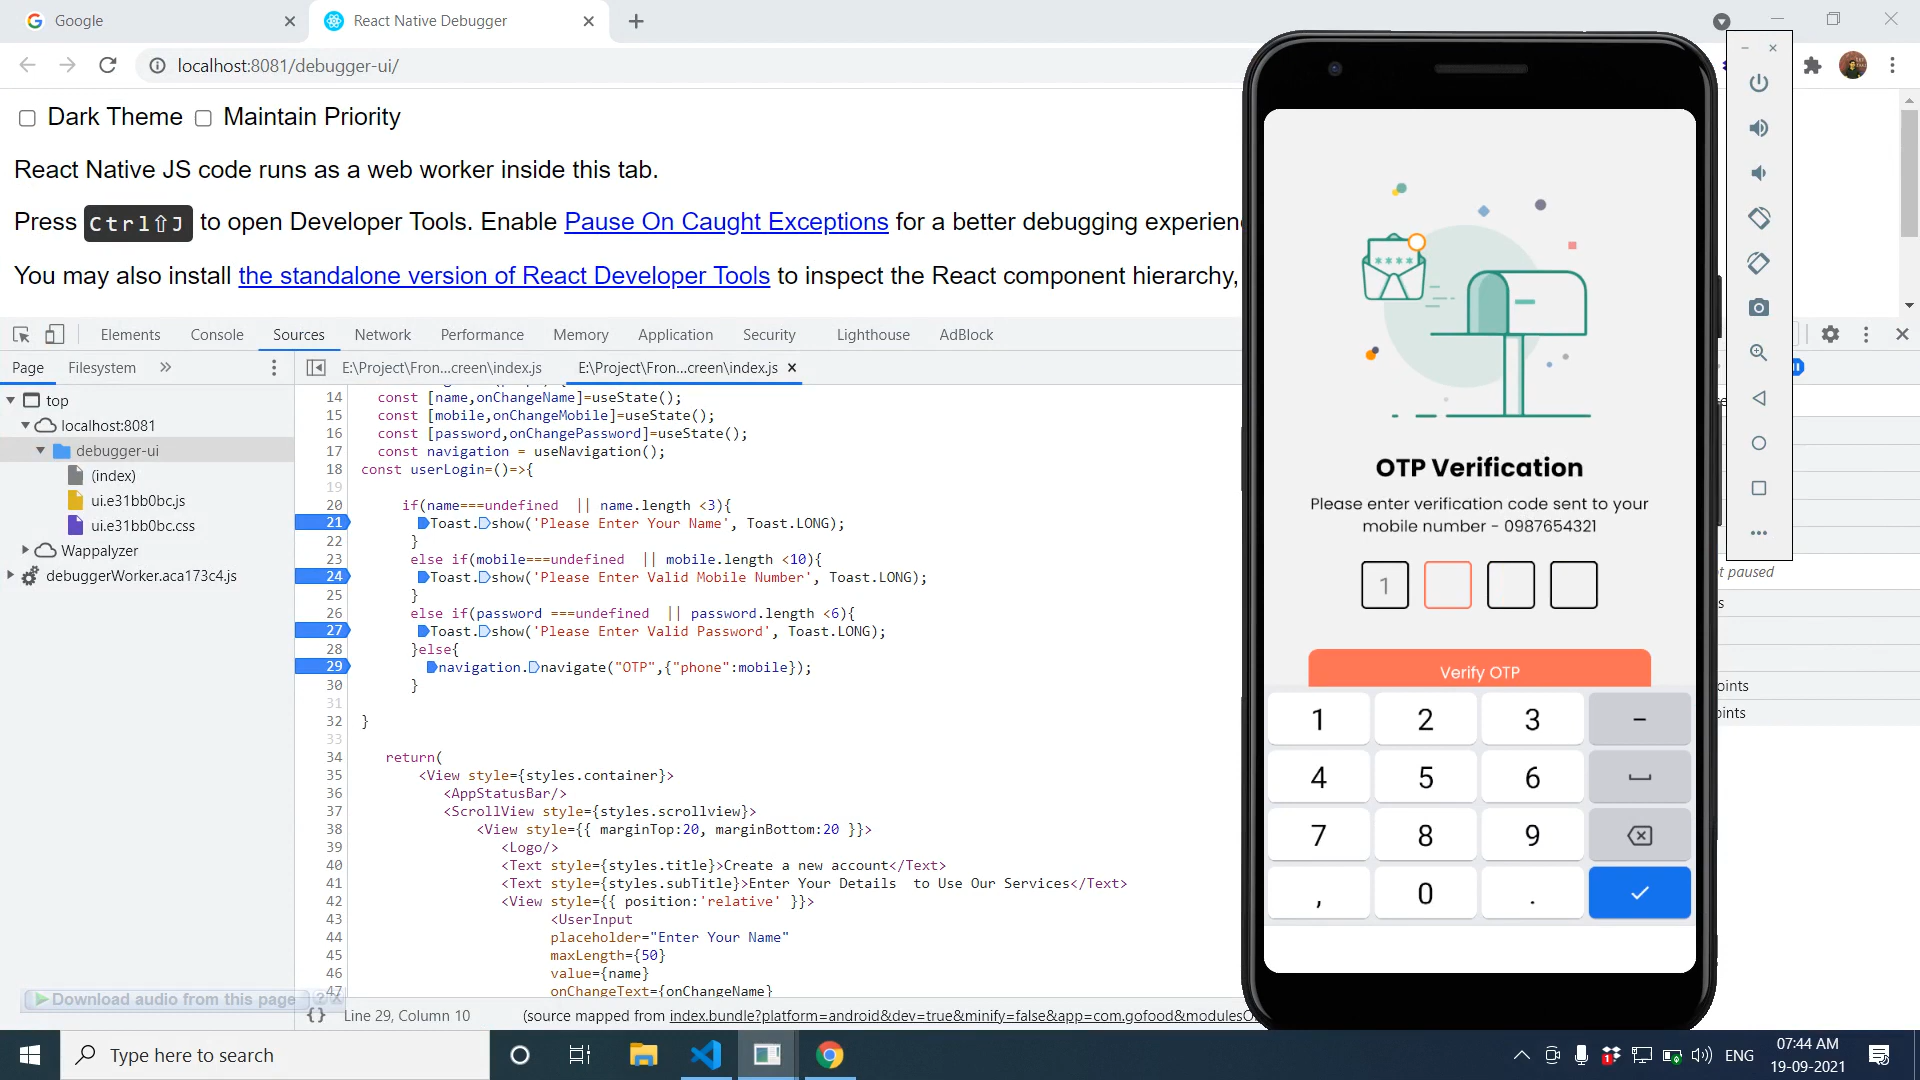 Google
React Native Debugger
localhost:8081/debugger-ui/
Dark Theme Maintain Priority
React Native JS code runs as a web worker inside this tab.
Press Ctrl⇧J to open Developer Tools. Enable Pause On Caught Exceptions for a better debugging
You may also install the standalone version of React Developer Tools to inspect the React component hierarchy,
Elements Console Sources Network Performance Memory Application Security Lighthouse AdBlock
Page Filesystem »
E:\Project\Fron...creen\index.js
E:\Project\Fron...creen\index.js
top
localhost:8081
debugger-ui
(index)
ui.e31bb0bc.js
ui.e31bb0bc.css
Wappalyzer
debuggerWorker.aca173c4.js
14 const [name,onChangeName]=useState();
15 const [mobile,onChangeMobile]=useState();
16 const [password,onChangePassword]=useState();
17 const navigation = useNavigation();
18 const userLogin=()=>{
19
20 if(name===undefined || name.length <3){
21 Toast.show('Please Enter Your Name', Toast.LONG);
22 }
23 else if(mobile===undefined || mobile.length <10){
24 Toast.show('Please Enter Valid Mobile Number', Toast.LONG);
25 }
26 else if(password ===undefined || password.length <6){
27 Toast.show('Please Enter Valid Password', Toast.LONG);
28 }else{
29 navigation.navigate("OTP",{"phone":mobile});
30 }
31
32 }
33
34 return(
35 <View style={styles.container}>
36 <AppStatusBar/>
37 <ScrollView style={styles.scrollview}>
38 <View style={{ marginTop:20, marginBottom:20 }}>
39 <Logo/>
40 <Text style={styles.title}>Create a new account</Text>
41 <Text style={styles.subTitle}>Enter Your Details  to Use Our Services</Text>
42 <View style={{ position:'relative' }}>
43 <UserInput
44 placeholder="Enter Your Name"
45 maxLength={50}
46 value={name}
47 onChangeText={onChangeName}
Download audio from this page ? X
{} Line 29, Column 10
(source mapped from index.bundle?platform=android&dev=true&minify=false&app=com.gofood&modulesO
****
OTP Verification
Please enter verification code sent to your
mobile number - 0987654321
1
Verify OTP
1 2 3 –
4 5 6
7 8 9
, 0 .
t paused
s
oints
oints
Type here to search
1
ENG
07:44 AM
19-09-2021